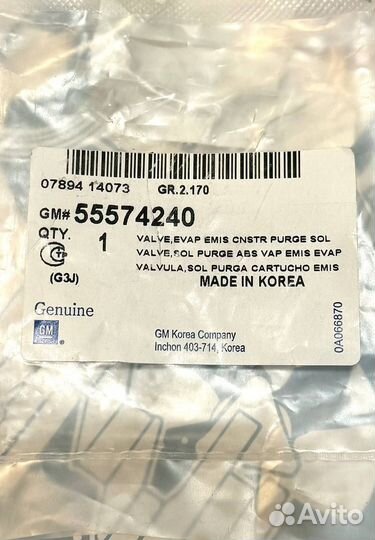 07894 14073 GR.2.170
GM# 55574240
QTY. 1 VALVE,EVAP EMIS CNSTR PURGE SOL
VALVE,SOL PURGE ABS VAP EMIS EVAP
(G3J) VALVULA,SOL PURGA CARTUCHO EMIS
MADE IN KOREA
Genuine
GM
GM Korea Company
Inchon 403-714, Korea
0A066870
Avito